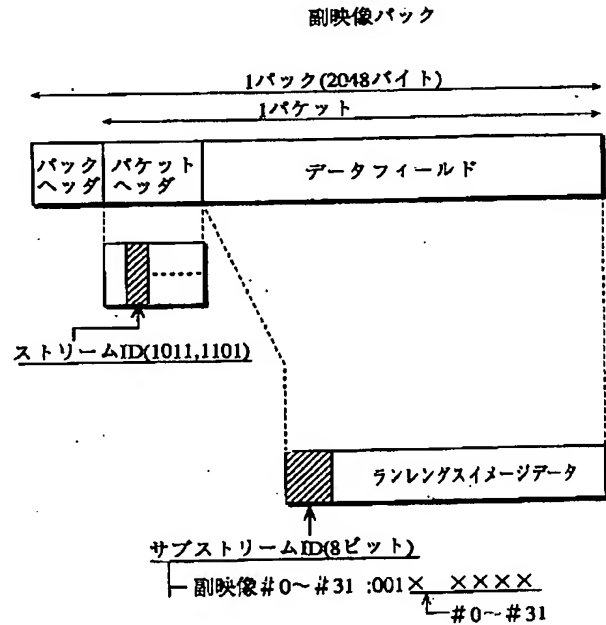 副映像パック
1パック(2048バイト)
1パケット
パック
ヘッダ
パケット
ヘッダ
データフィールド
ストリームID(1011,1101)
ランレングスイメージデータ
サブストリームID(8ビット)
副映像#0〜#31 :001× ××××
#0〜#31